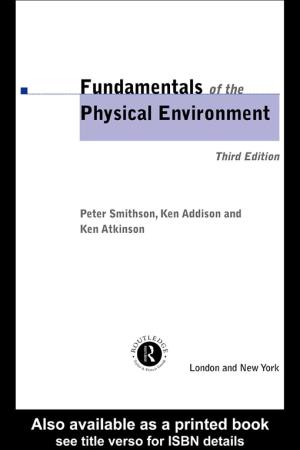 Fundamentals of the
Physical Environment
Third Edition
Peter Smithson, Ken Addison and
Ken Atkinson
ROUTLEDGE
R
London and New York
Also available as a printed book
see title verso for ISBN details